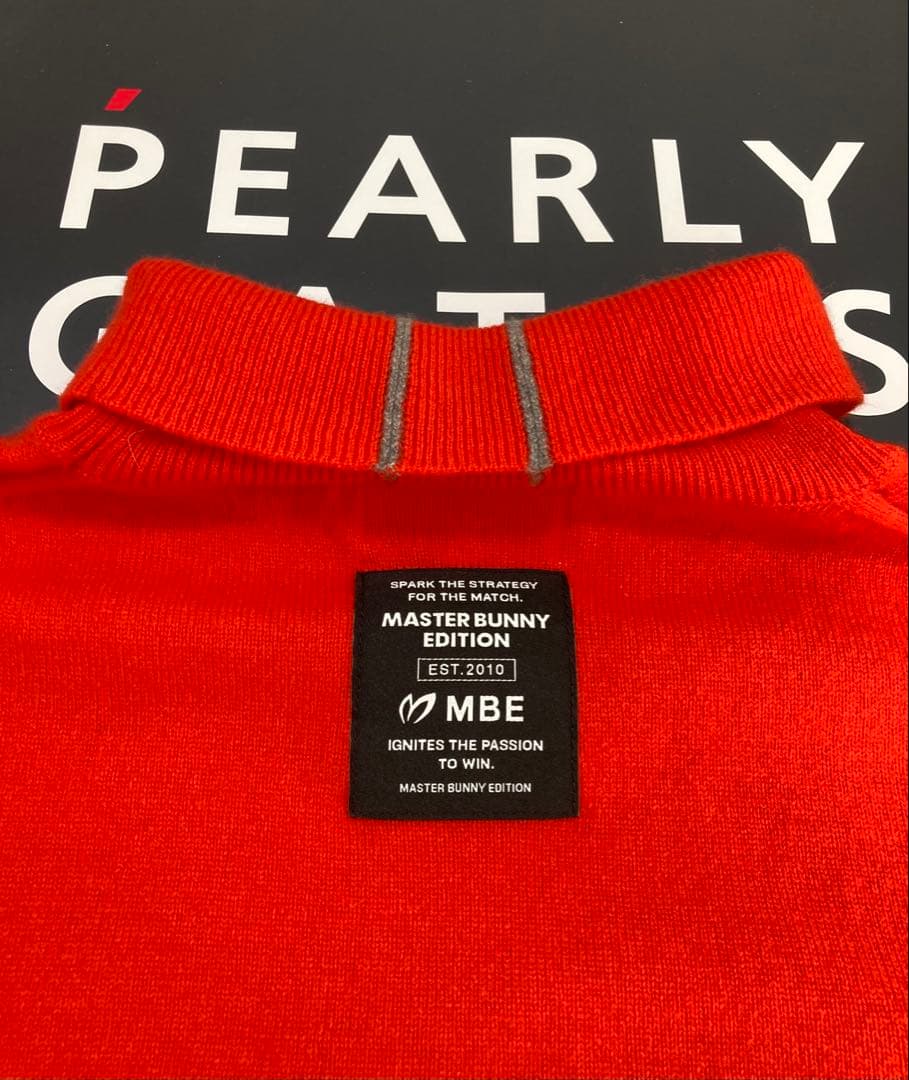 PEARLY
GATES
SPARK THE STRATEGY
FOR THE MATCH.
MASTER BUNNY
EDITION
EST.2010
MBE
IGNITES THE PASSION
TO WIN.
MASTER BUNNY EDITION